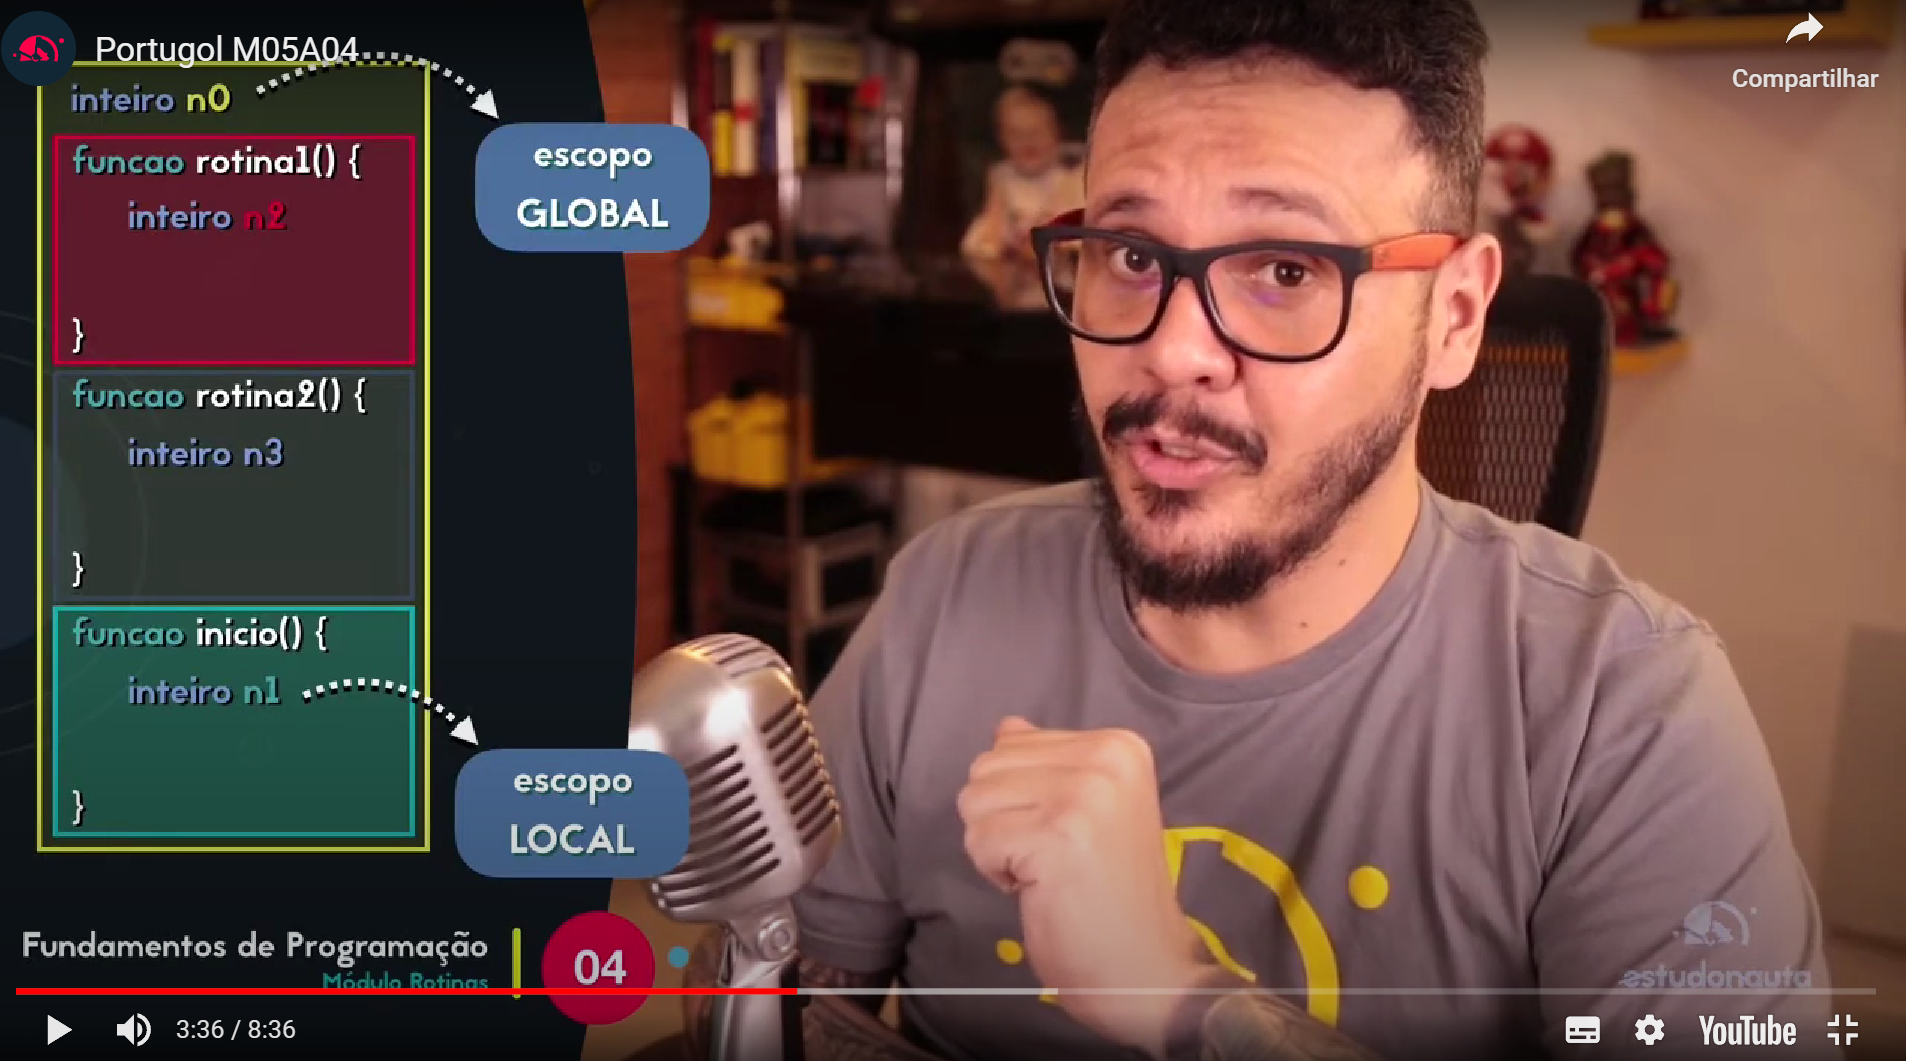 Portugol M05A04
Compartilhar
inteiro n0
funcao rotina1() {
inteiro n2
}
funcao rotina2() {
inteiro n3
}
funcao inicio() {
inteiro n1
}
escopo
GLOBAL
escopo
LOCAL
Fundamentos de Programação
Módulo Rotinas
04
estudonauta
3:36 / 8:36
YouTube